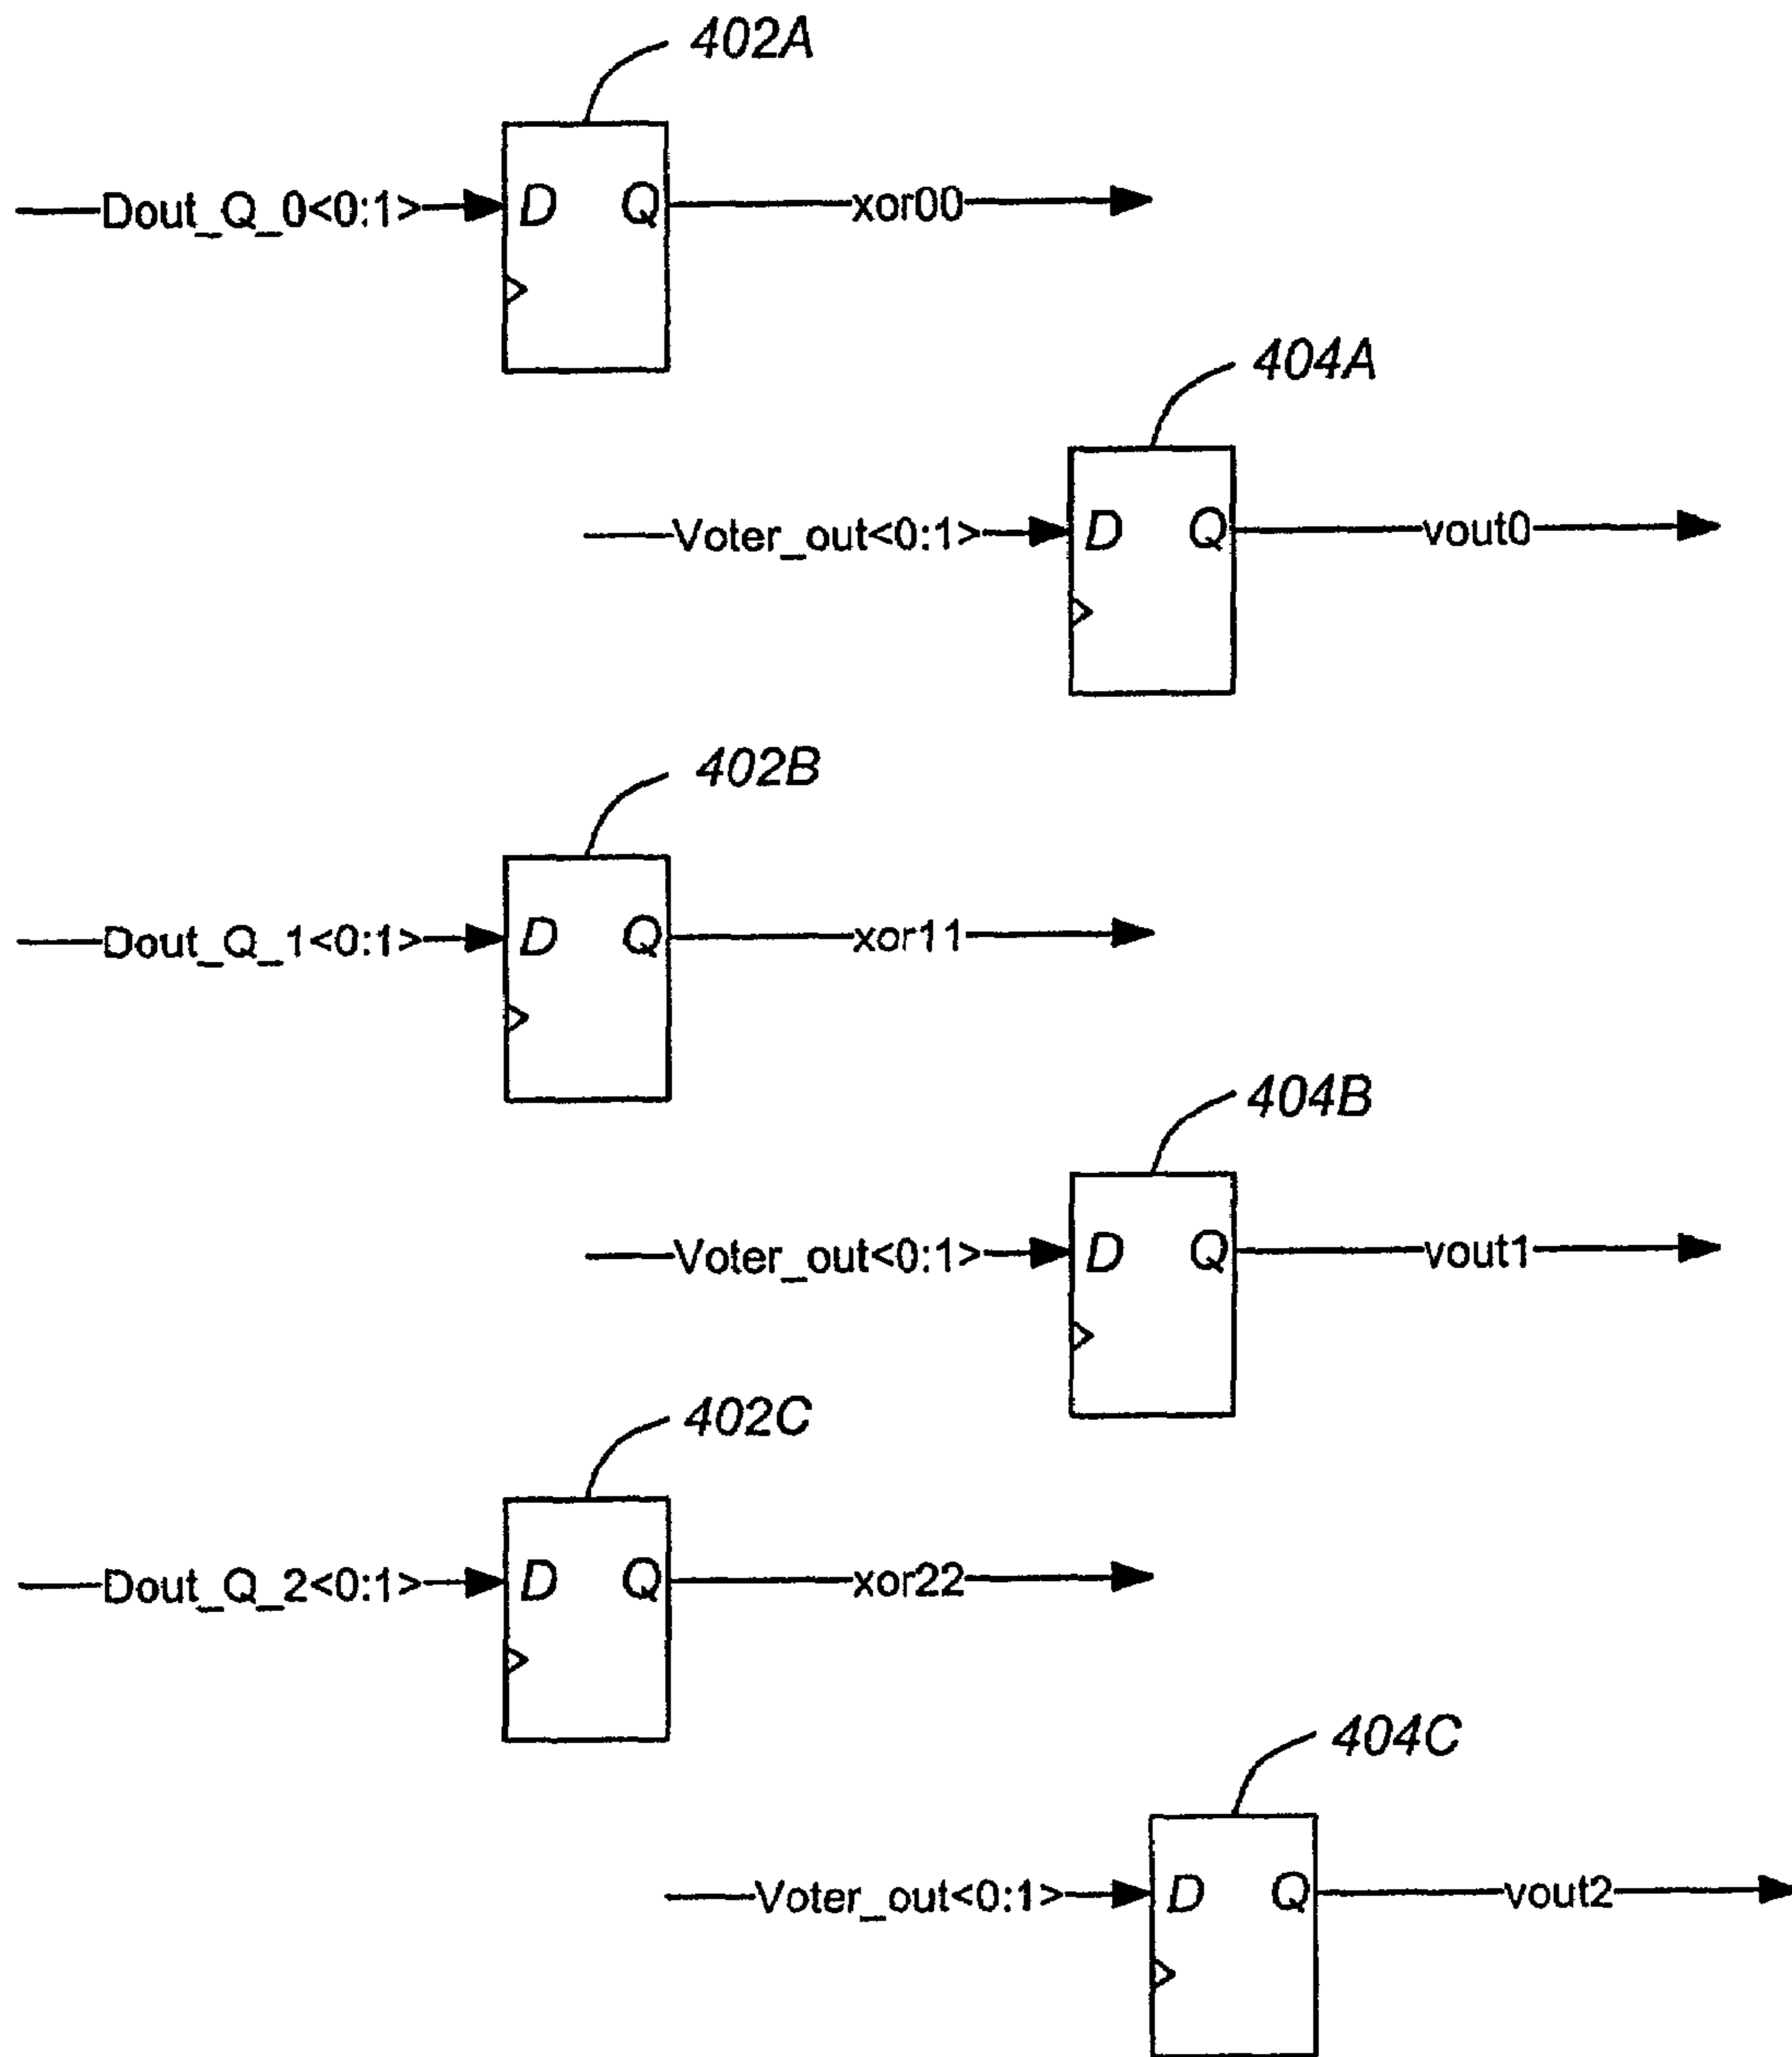 402A
Dout_Q_0<0:1> D Q xor00
404A
Voter_out<0:1> D Q vout0
402B
Dout_Q_1<0:1> D Q xor11
404B
Voter_out<0:1> D Q vout1
402C
Dout_Q_2<0:1> D Q xor22
404C
Voter_out<0:1> D Q vout2